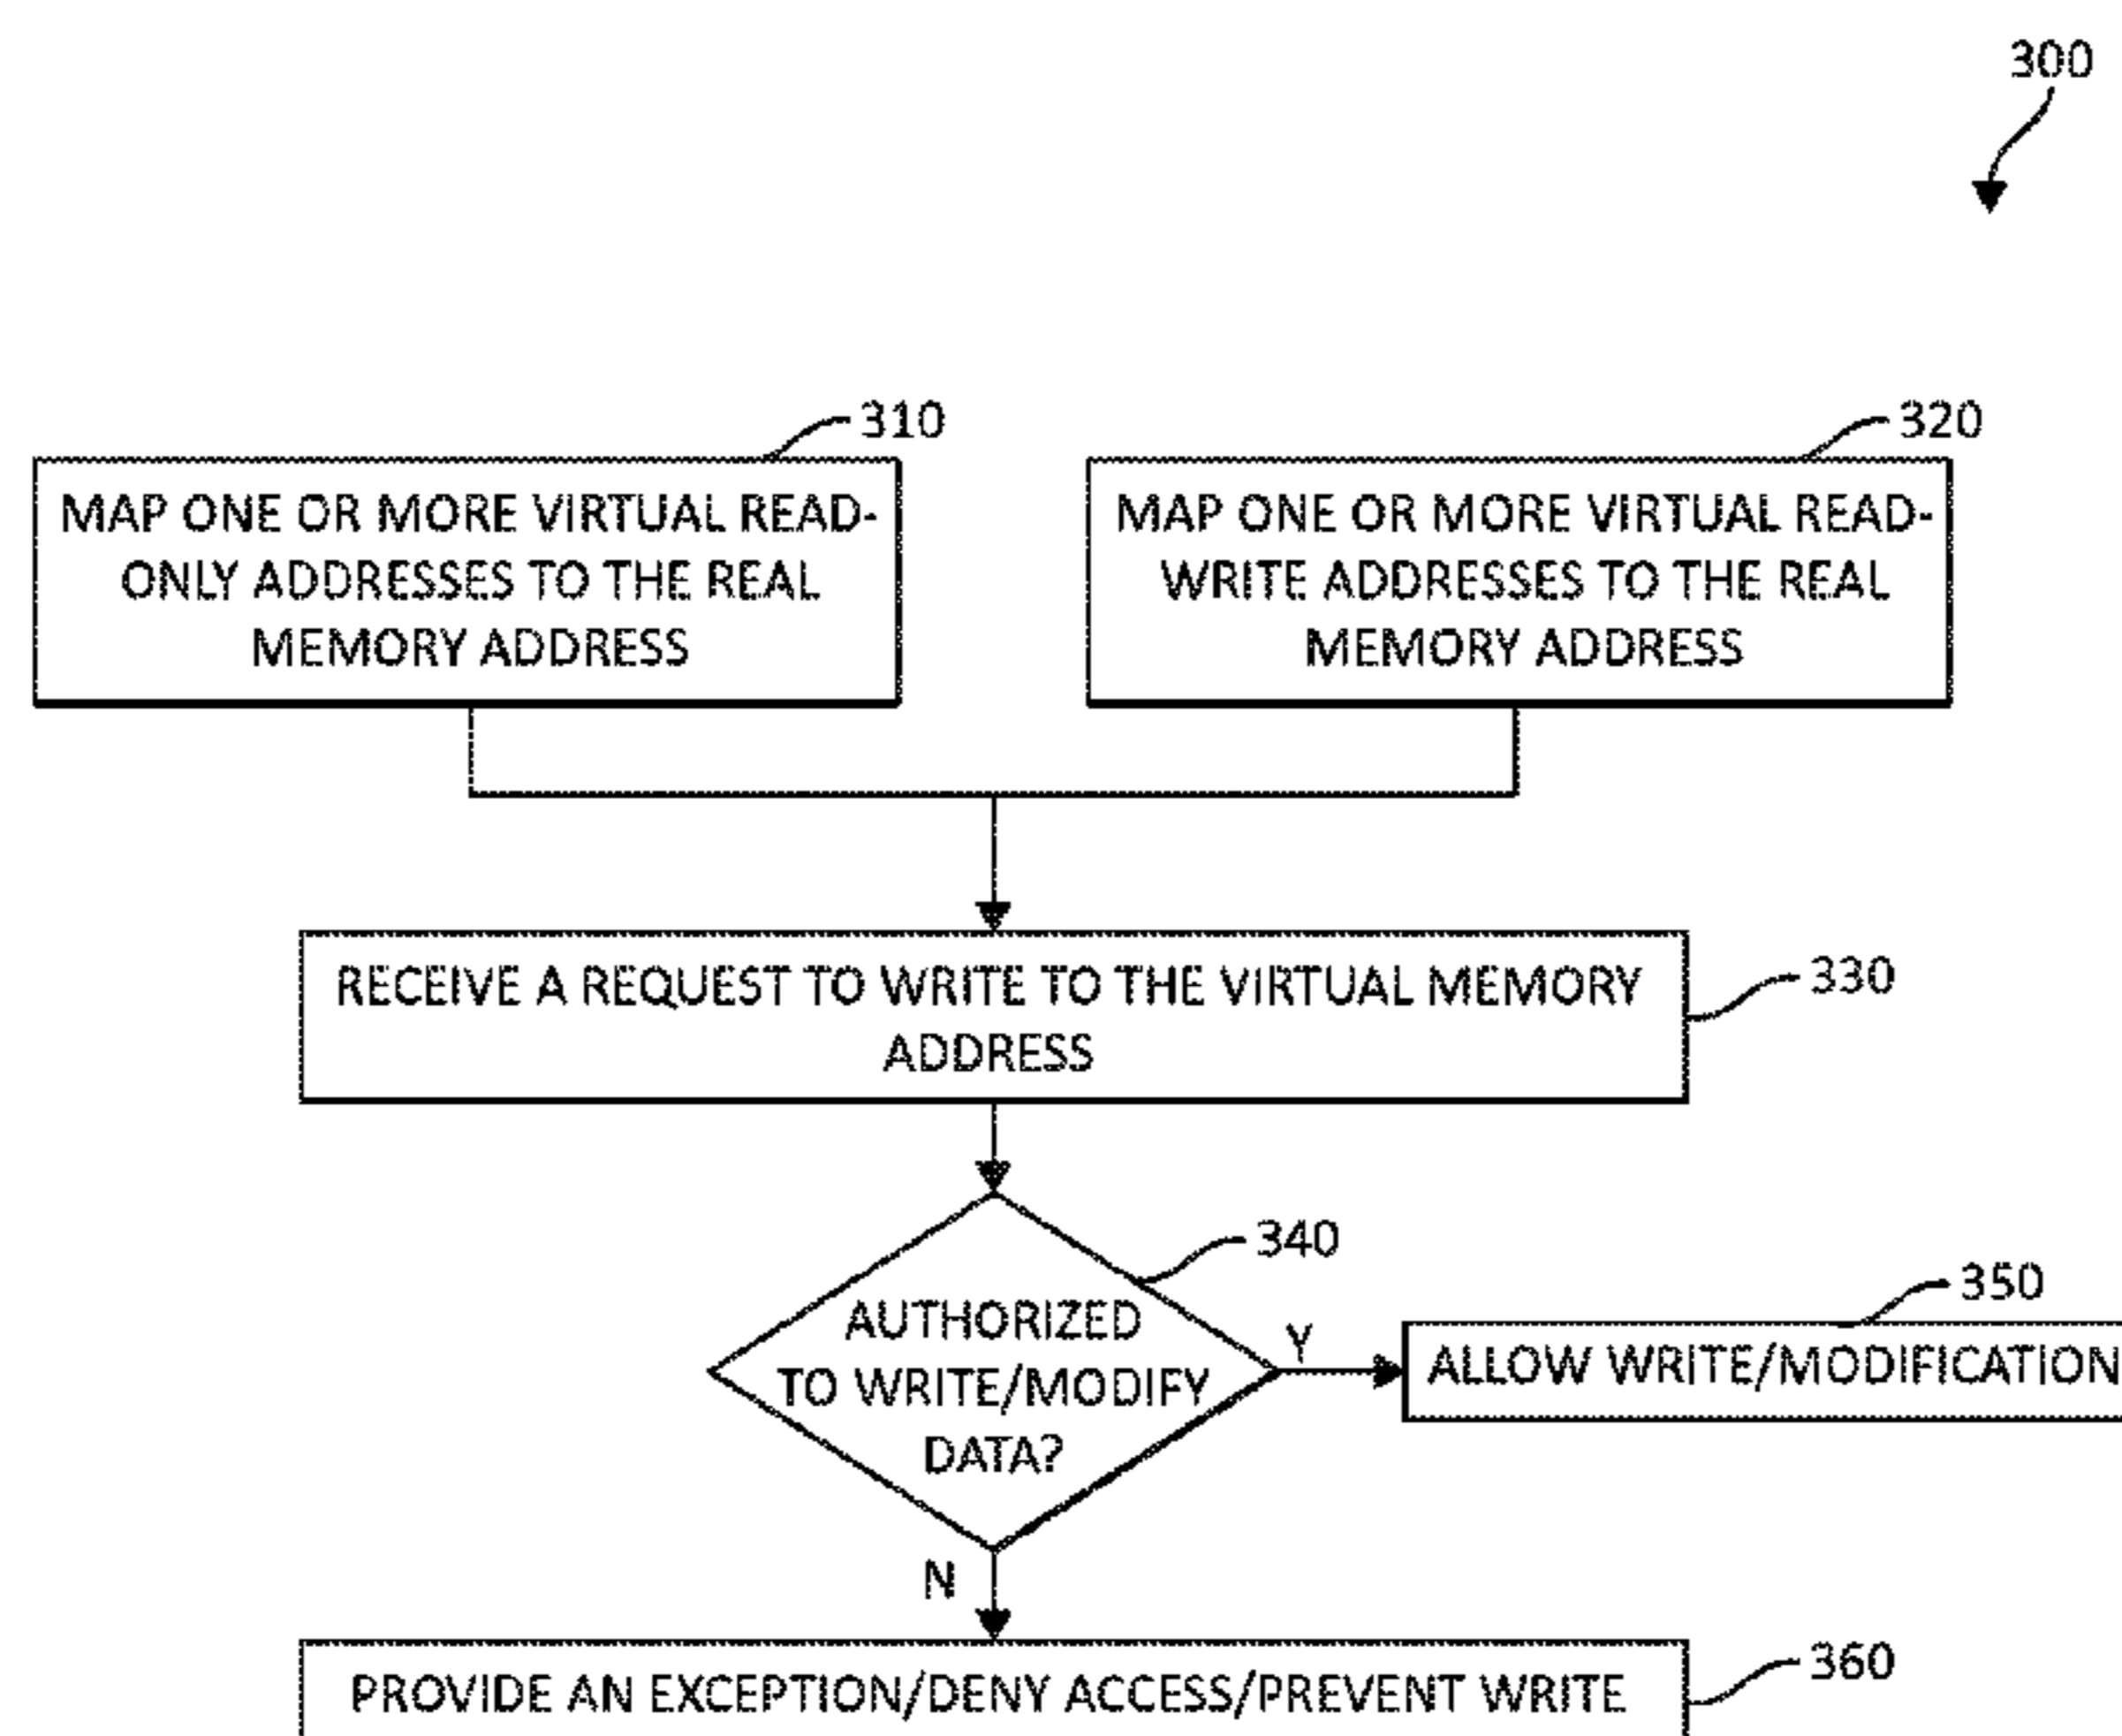 300
310
320
MAP ONE OR MORE VIRTUAL READ-
ONLY ADDRESSES TO THE REAL
MEMORY ADDRESS
MAP ONE OR MORE VIRTUAL READ-
WRITE ADDRESSES TO THE REAL
MEMORY ADDRESS
RECEIVE A REQUEST TO WRITE TO THE VIRTUAL MEMORY
ADDRESS
330
340
AUTHORIZED
TO WRITE/MODIFY
DATA?
Y
350
ALLOW WRITE/MODIFICATION
N
PROVIDE AN EXCEPTION/DENY ACCESS/PREVENT WRITE
360